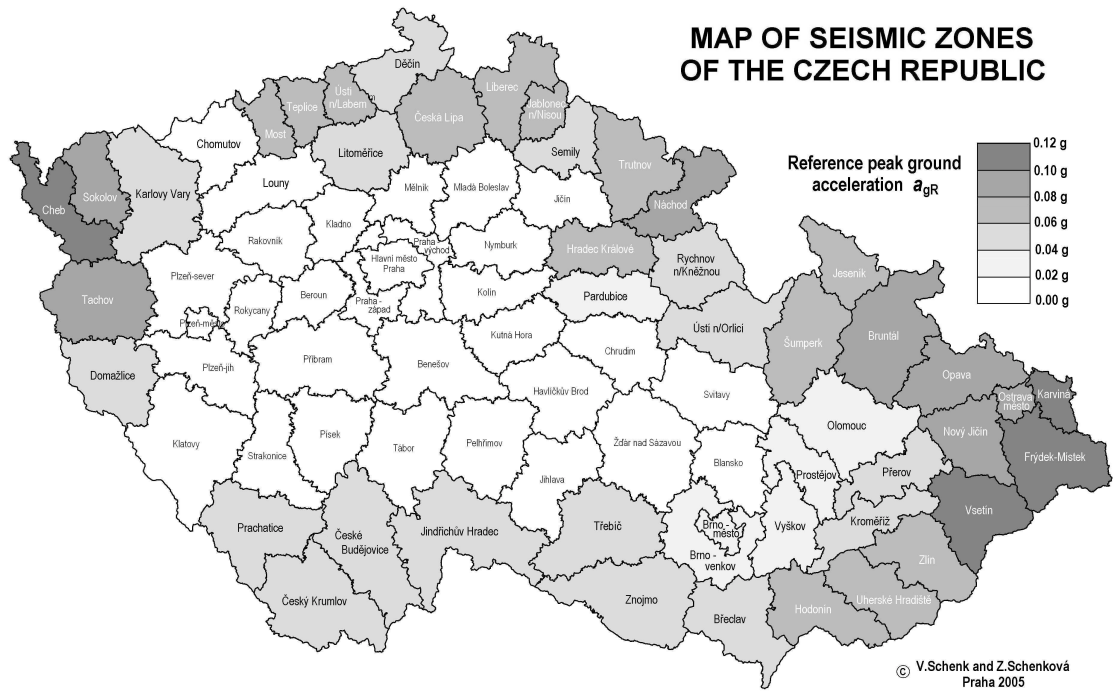 MAP OF SEISMIC ZONES
OF THE CZECH REPUBLIC
Reference peak ground
acceleration agR
0.12 g
0.10 g
0.08 g
0.06 g
0.04 g
0.02 g
0.00 g
Děčín
Ústí
n/Labem
Teplice
Most
Česká Lípa
Liberec
Jablonec
n/Nisou
Chomutov
Litoměřice
Semily
Trutnov
Náchod
Cheb
Sokolov
Karlovy Vary
Louny
Mělník
Mladá Boleslav
Jičín
Kladno
Rakovník
Praha
východ
Hlavní město
Praha
Nymburk
Hradec Králové
Rychnov
n/Kněžnou
Jeseník
Plzeň-sever
Tachov
Rokycany
Beroun
Praha -
západ
Kolín
Pardubice
Plzeň-měs
Kutná Hora
Ústí n/Orlicí
Šumperk
Bruntál
Domažlice
Plzeň-jih
Příbram
Benešov
Chrudim
Opava
Havlíčkův Brod
Svitavy
Ostrava
město
Karviná
Klatovy
Strakonice
Písek
Tábor
Pelhřimov
Žďár nad Sázavou
Olomouc
Nový Jičín
Frýdek-Místek
Jihlava
Blansko
Prostějov
Přerov
Prachatice
České
Budějovice
Jindřichův Hradec
Třebíč
Brno -
město
Brno -
venkov
Vyškov
Kroměříž
Vsetín
Zlín
Český Krumlov
Znojmo
Břeclav
Hodonín
Uherské Hradiště
© V.Schenk and Z.Schenková
Praha 2005